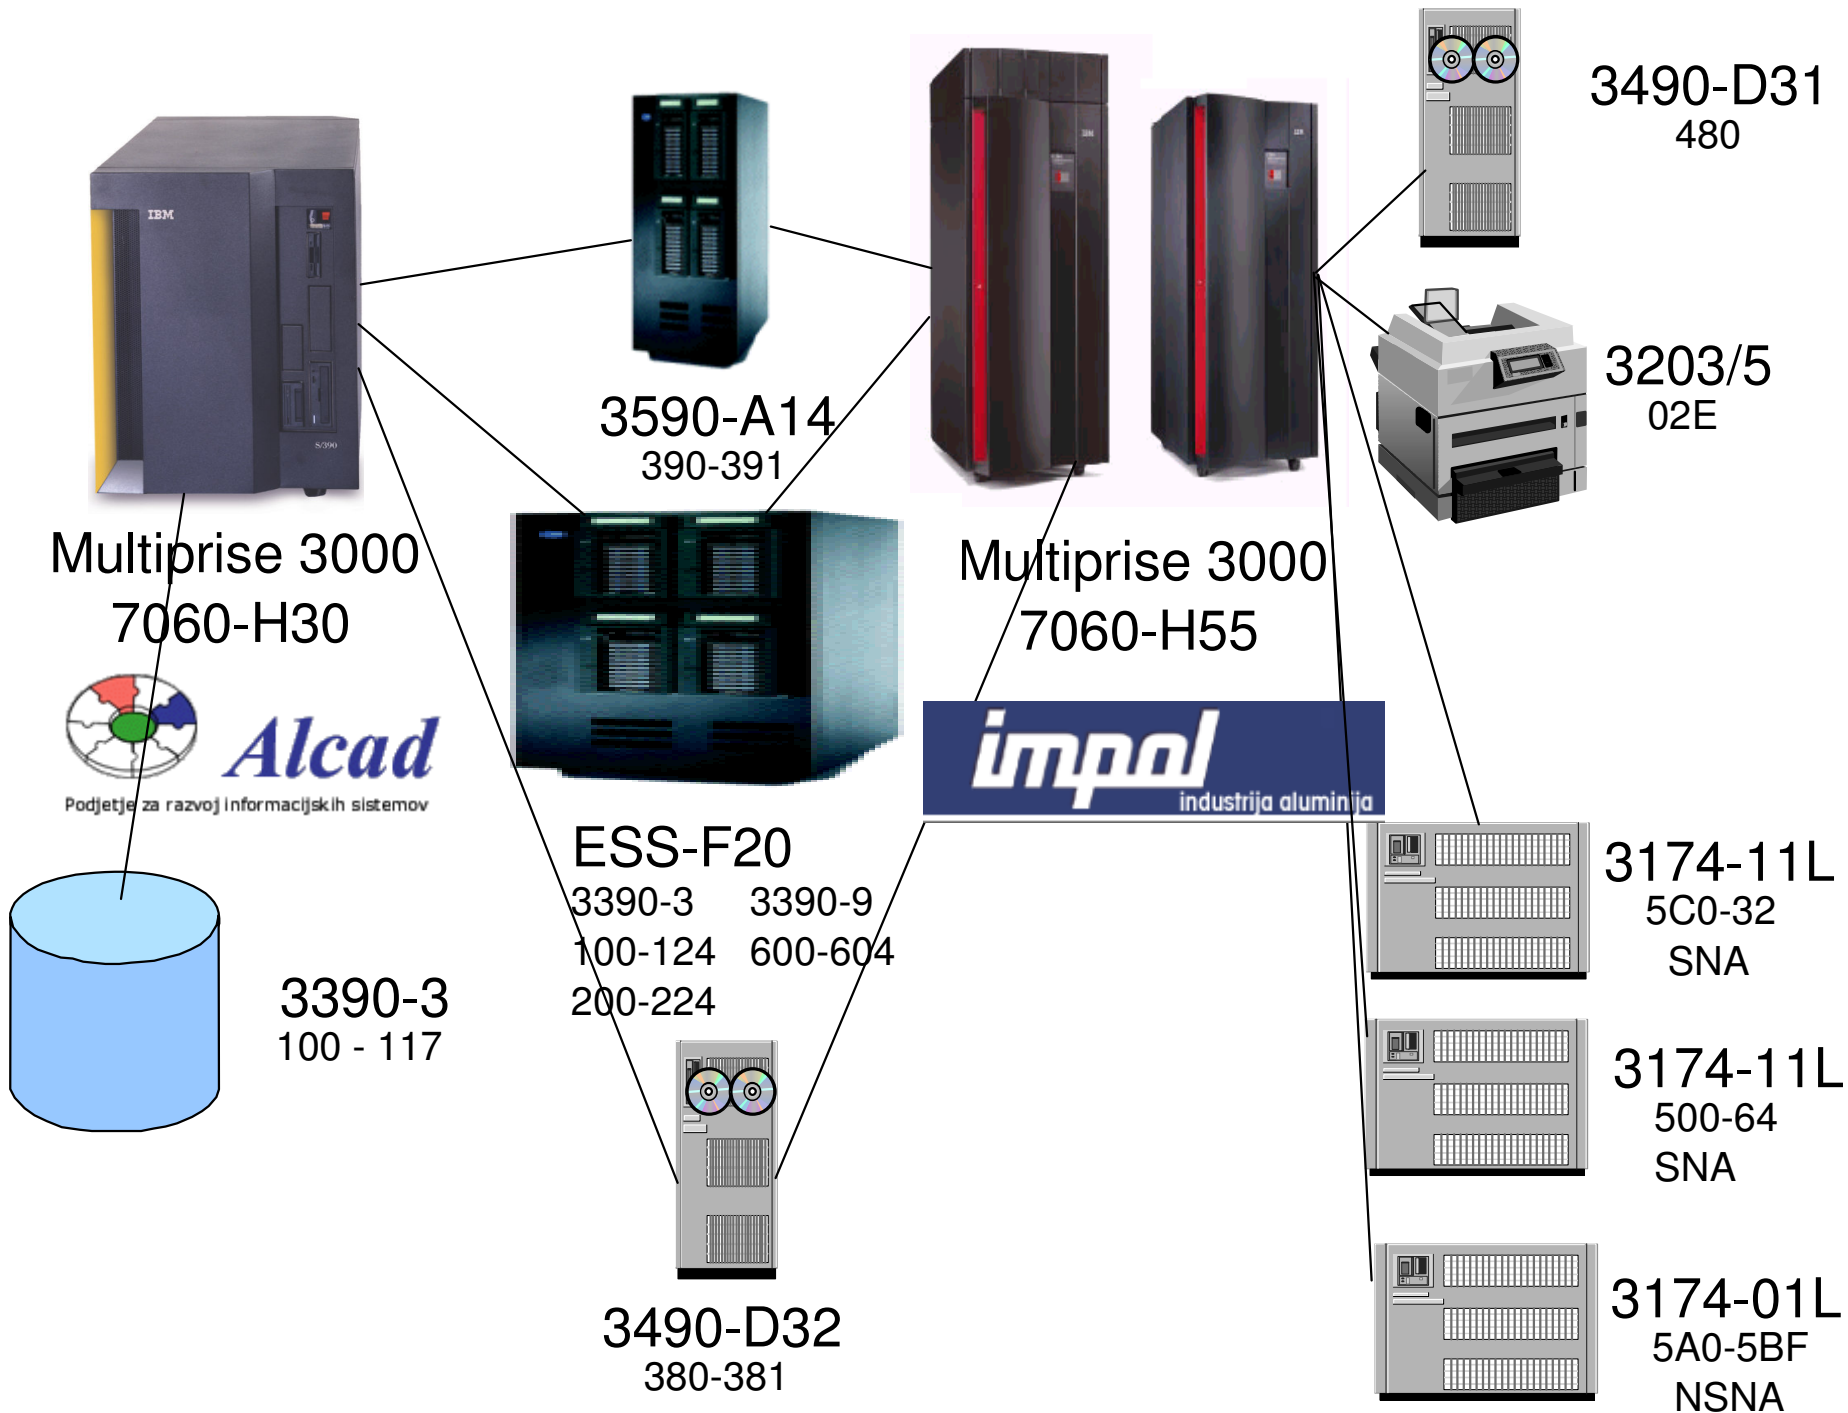 3490-D31
480
IBM
IBM
IBM
S/390
3203/5
02E
3590-A14
390-391
Multiprise 3000
7060-H30
Multiprise 3000
7060-H55
Alcad
Podjetje za razvoj informacijskih sistemov
impol
industrija aluminija
ESS-F20
3390-3 3390-9
100-124 600-604
200-224
3174-11L
5C0-32
SNA
3390-3
100 - 117
3174-11L
500-64
SNA
3490-D32
380-381
3174-01L
5A0-5BF
NSNA